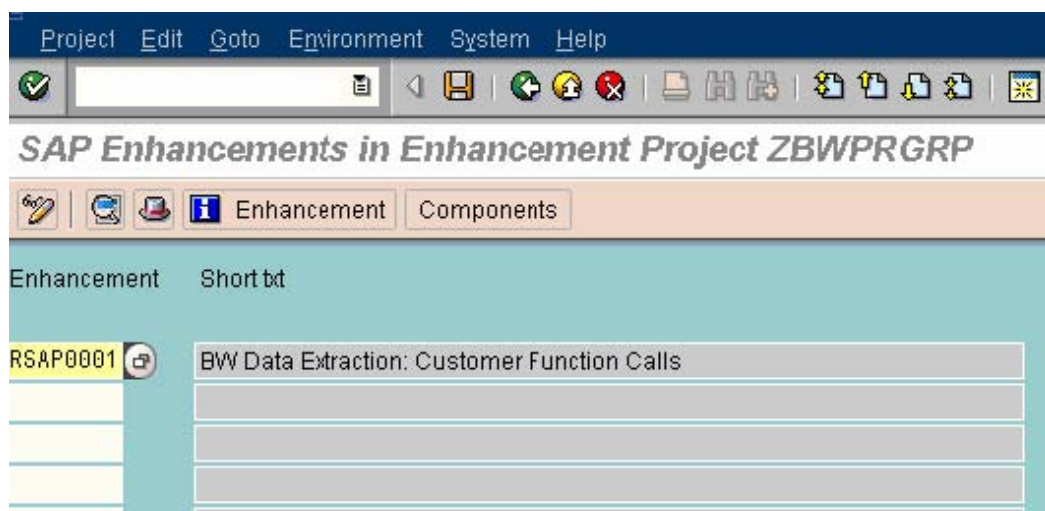 Project Edit Goto Environment System Help
SAP Enhancements in Enhancement Project ZBWPRGRP
Enhancement Components
Enhancement Short txt
RSAP0001 BW Data Extraction: Customer Function Calls